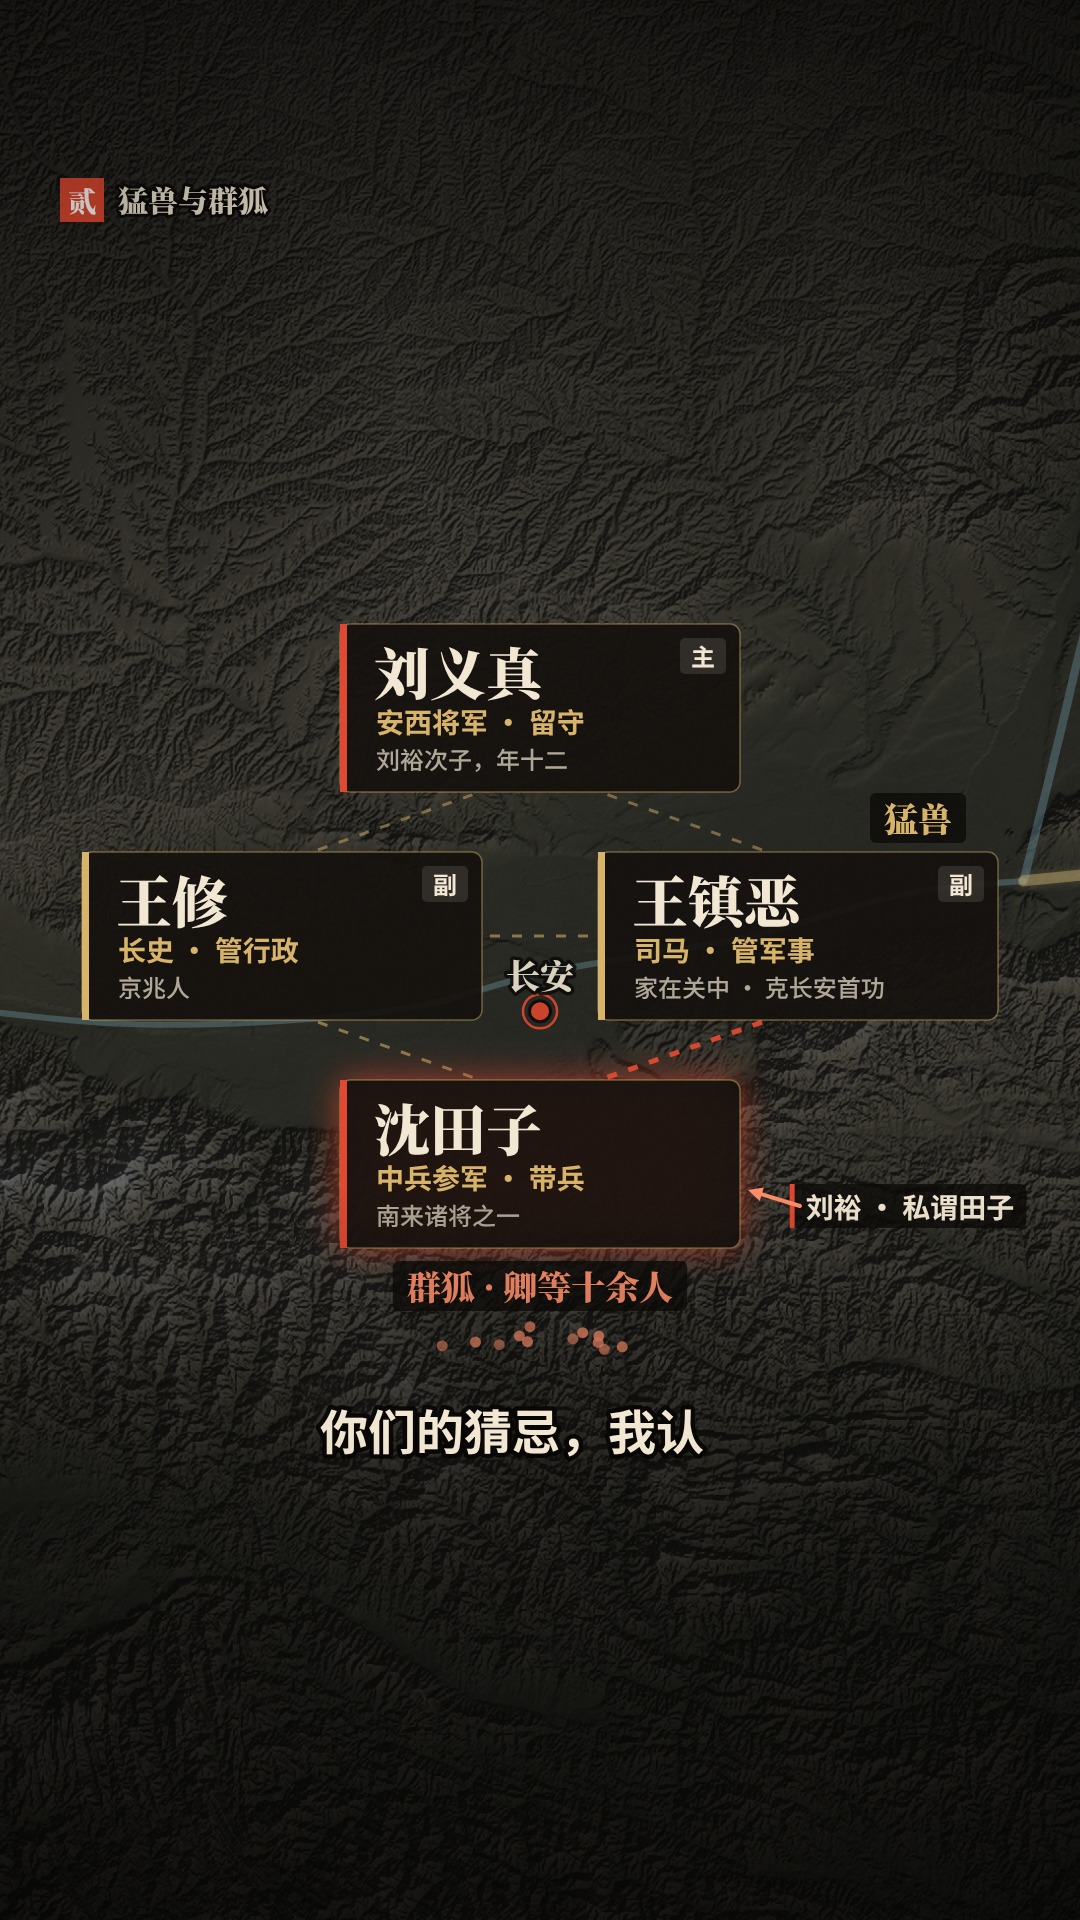 贰 猛兽与群狐
刘义真 主
安西将军 · 留守
刘裕次子，年十二
猛兽
王修 副
长史 · 管行政
京兆人
王镇恶 副
司马 · 管军事
家在关中 · 克长安首功
长安
沈田子
中兵参军 · 带兵
南来诸将之一
刘裕 · 私谓田子
群狐 · 卿等十余人
你们的猜忌，我认